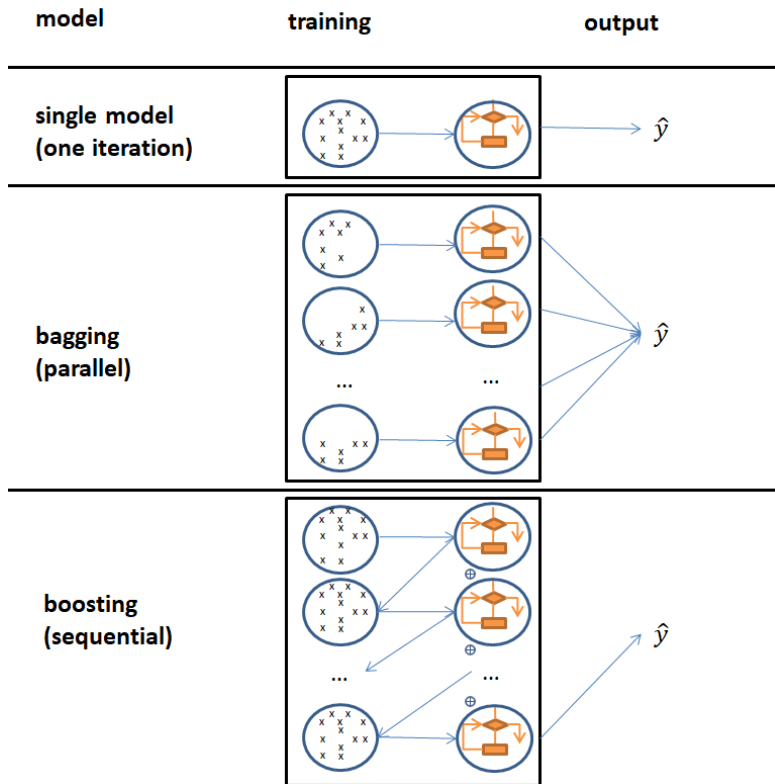 model training output
single model
(one iteration)
ŷ
bagging
(parallel)
... ...
ŷ
boosting
(sequential)
⊕
⊕
... ...
⊕
ŷ